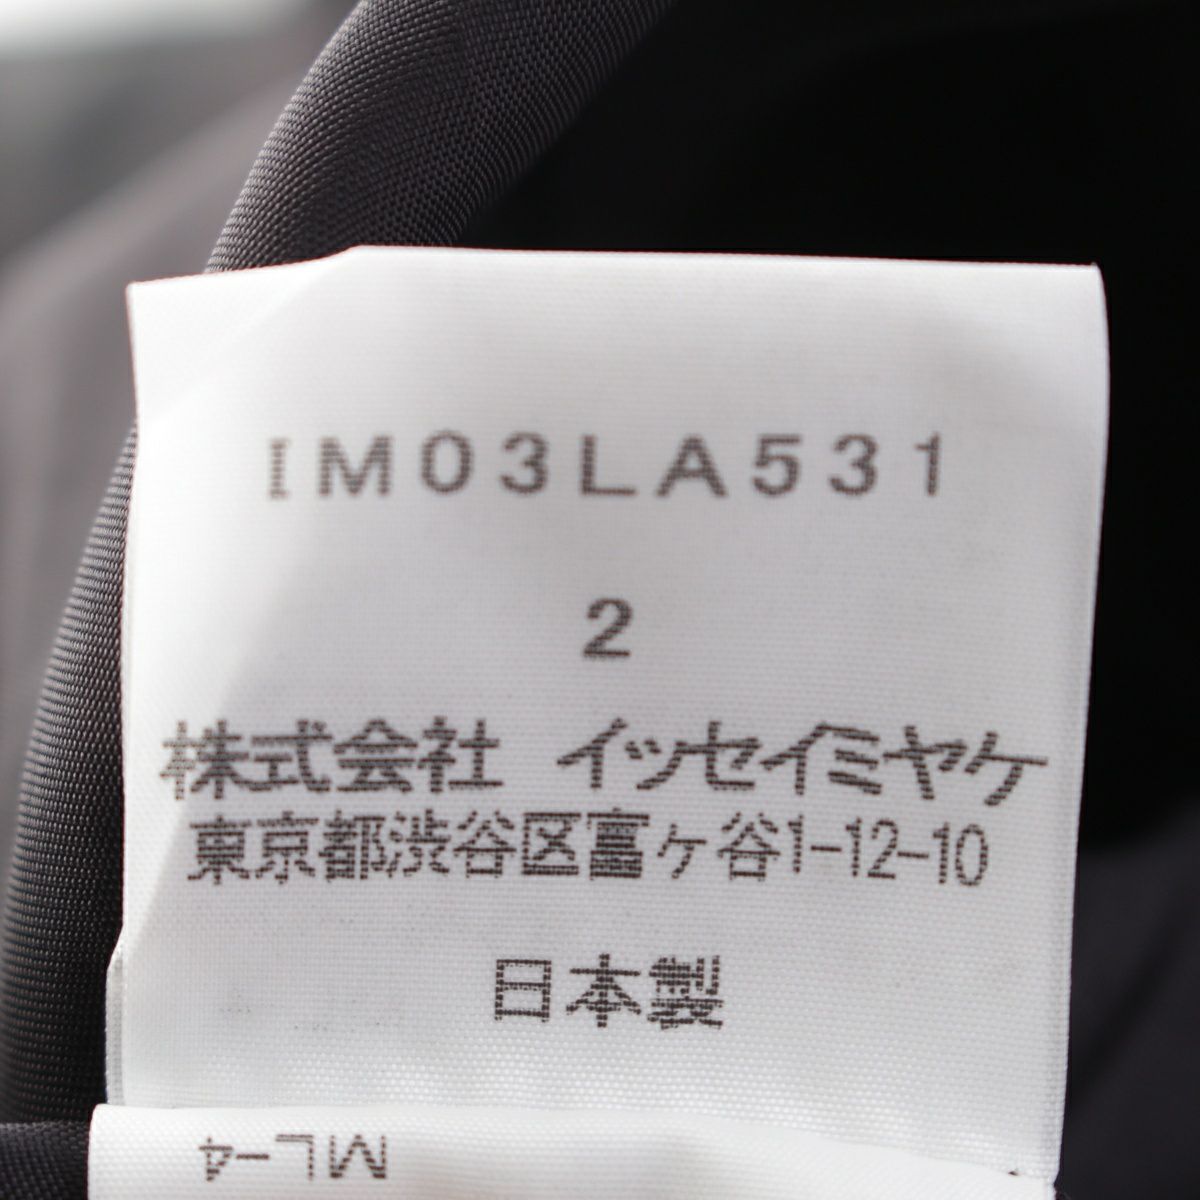 IM03LA531
2
株式会社 イッセイミヤケ
東京都渋谷区富ヶ谷1-12-10
日本製
ML-4